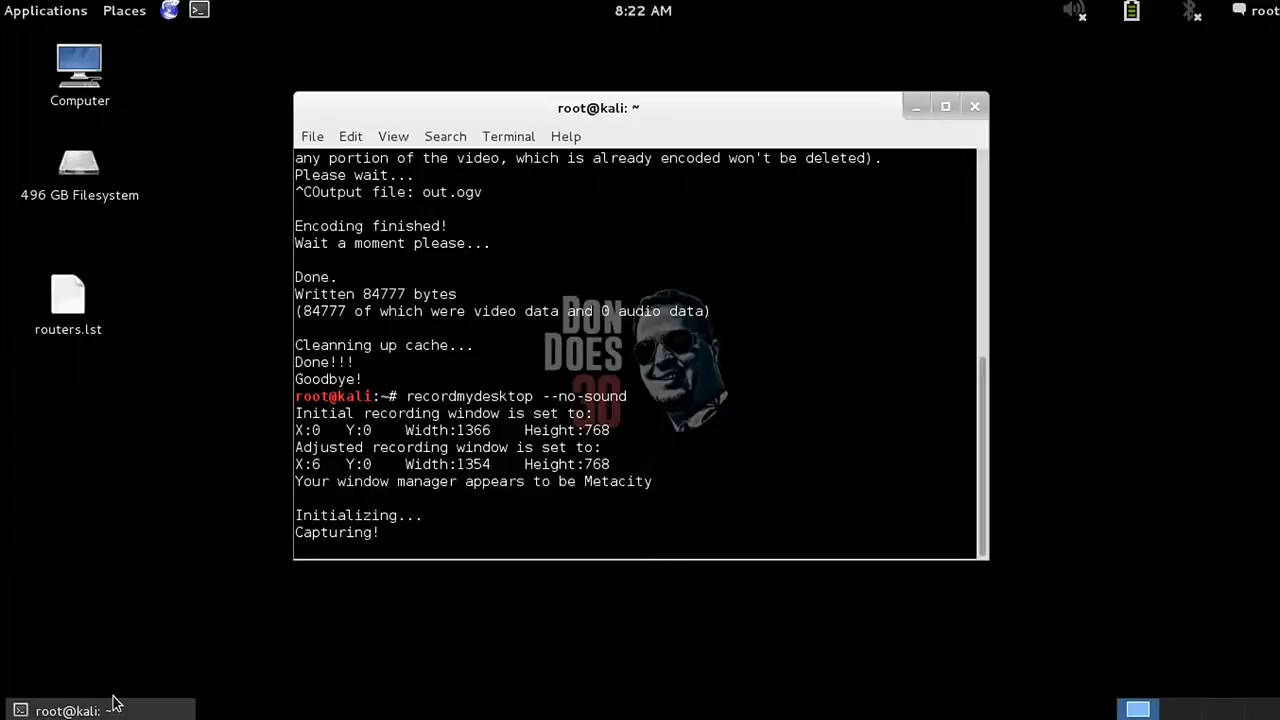 Applications Places 8:22 AM root
Computer
496 GB Filesystem
routers.lst
root@kali: ~
File Edit View Search Terminal Help
any portion of the video, which is already encoded won't be deleted).
Please wait...
^COutput file: out.ogv
Encoding finished!
Wait a moment please...
Done.
Written 84777 bytes
(84777 of which were video data and 0 audio data)
Cleanning up cache...
Done!!!
Goodbye!
root@kali:~# recordmydesktop --no-sound
Initial recording window is set to:
X:0 Y:0 Width:1366 Height:768
Adjusted recording window is set to:
X:6 Y:0 Width:1354 Height:768
Your window manager appears to be Metacity
Initializing...
Capturing!
DON
DOES
30
root@kali: ~